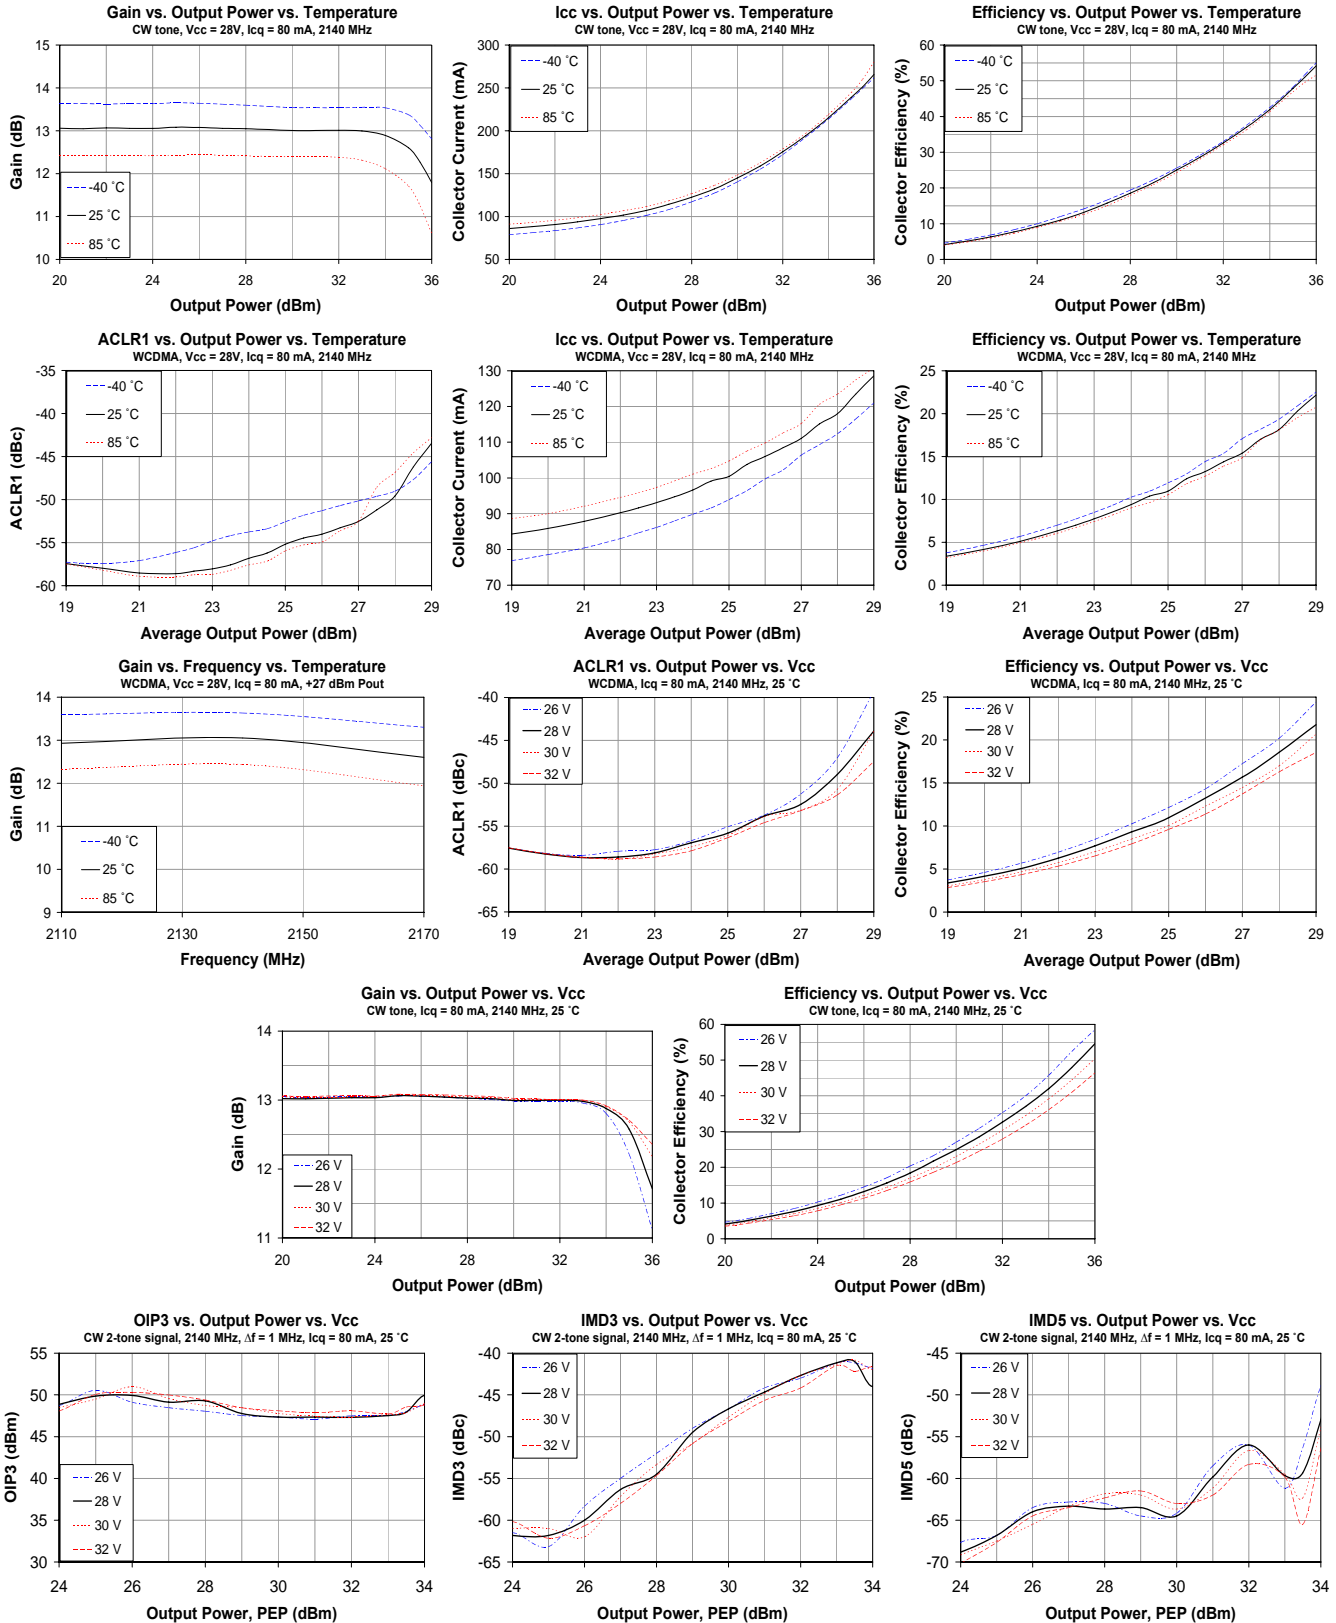 Gain vs. Output Power vs. Temperature
CW tone, Vcc = 28V, Icq = 80 mA, 2140 MHz
15
14
13
12
11
10
Gain (dB)
-40 ˚C
25 ˚C
85 ˚C
20 24 28 32 36
Output Power (dBm)
Icc vs. Output Power vs. Temperature
CW tone, Vcc = 28V, Icq = 80 mA, 2140 MHz
300
250
200
150
100
50
Collector Current (mA)
-40 ˚C
25 ˚C
85 ˚C
20 24 28 32 36
Output Power (dBm)
Efficiency vs. Output Power vs. Temperature
CW tone, Vcc = 28V, Icq = 80 mA, 2140 MHz
60
50
40
30
20
10
0
Collector Efficiency (%)
-40 ˚C
25 ˚C
85 ˚C
20 24 28 32 36
Output Power (dBm)
ACLR1 vs. Output Power vs. Temperature
WCDMA, Vcc = 28V, Icq = 80 mA, 2140 MHz
-35
-40
-45
-50
-55
-60
ACLR1 (dBc)
-40 ˚C
25 ˚C
85 ˚C
19 21 23 25 27 29
Average Output Power (dBm)
Icc vs. Output Power vs. Temperature
WCDMA, Vcc = 28V, Icq = 80 mA, 2140 MHz
130
120
110
100
90
80
70
Collector Current (mA)
-40 ˚C
25 ˚C
85 ˚C
19 21 23 25 27 29
Average Output Power (dBm)
Efficiency vs. Output Power vs. Temperature
WCDMA, Vcc = 28V, Icq = 80 mA, 2140 MHz
25
20
15
10
5
0
Collector Efficiency (%)
-40 ˚C
25 ˚C
85 ˚C
19 21 23 25 27 29
Average Output Power (dBm)
Gain vs. Frequency vs. Temperature
WCDMA, Vcc = 28V, Icq = 80 mA, +27 dBm Pout
14
13
12
11
10
9
Gain (dB)
-40 ˚C
25 ˚C
85 ˚C
2110 2130 2150 2170
Frequency (MHz)
ACLR1 vs. Output Power vs. Vcc
WCDMA, Icq = 80 mA, 2140 MHz, 25 ˚C
-40
-45
-50
-55
-60
-65
ACLR1 (dBc)
26 V
28 V
30 V
32 V
19 21 23 25 27 29
Average Output Power (dBm)
Efficiency vs. Output Power vs. Vcc
WCDMA, Icq = 80 mA, 2140 MHz, 25 ˚C
25
20
15
10
5
0
Collector Efficiency (%)
26 V
28 V
30 V
32 V
19 21 23 25 27 29
Average Output Power (dBm)
Gain vs. Output Power vs. Vcc
CW tone, Icq = 80 mA, 2140 MHz, 25 ˚C
14
13
12
11
Gain (dB)
26 V
28 V
30 V
32 V
20 24 28 32 36
Output Power (dBm)
Efficiency vs. Output Power vs. Vcc
CW tone, Icq = 80 mA, 2140 MHz, 25 ˚C
60
50
40
30
20
10
0
Collector Efficiency (%)
26 V
28 V
30 V
32 V
20 24 28 32 36
Output Power (dBm)
OIP3 vs. Output Power vs. Vcc
CW 2-tone signal, 2140 MHz, Δf = 1 MHz, Icq = 80 mA, 25 ˚C
55
50
45
40
35
30
OIP3 (dBm)
26 V
28 V
30 V
32 V
24 26 28 30 32 34
Output Power, PEP (dBm)
IMD3 vs. Output Power vs. Vcc
CW 2-tone signal, 2140 MHz, Δf = 1 MHz, Icq = 80 mA, 25 ˚C
-40
-45
-50
-55
-60
-65
IMD3 (dBc)
26 V
28 V
30 V
32 V
24 26 28 30 32 34
Output Power, PEP (dBm)
IMD5 vs. Output Power vs. Vcc
CW 2-tone signal, 2140 MHz, Δf = 1 MHz, Icq = 80 mA, 25 ˚C
-45
-50
-55
-60
-65
-70
IMD5 (dBc)
26 V
28 V
30 V
32 V
24 26 28 30 32 34
Output Power, PEP (dBm)